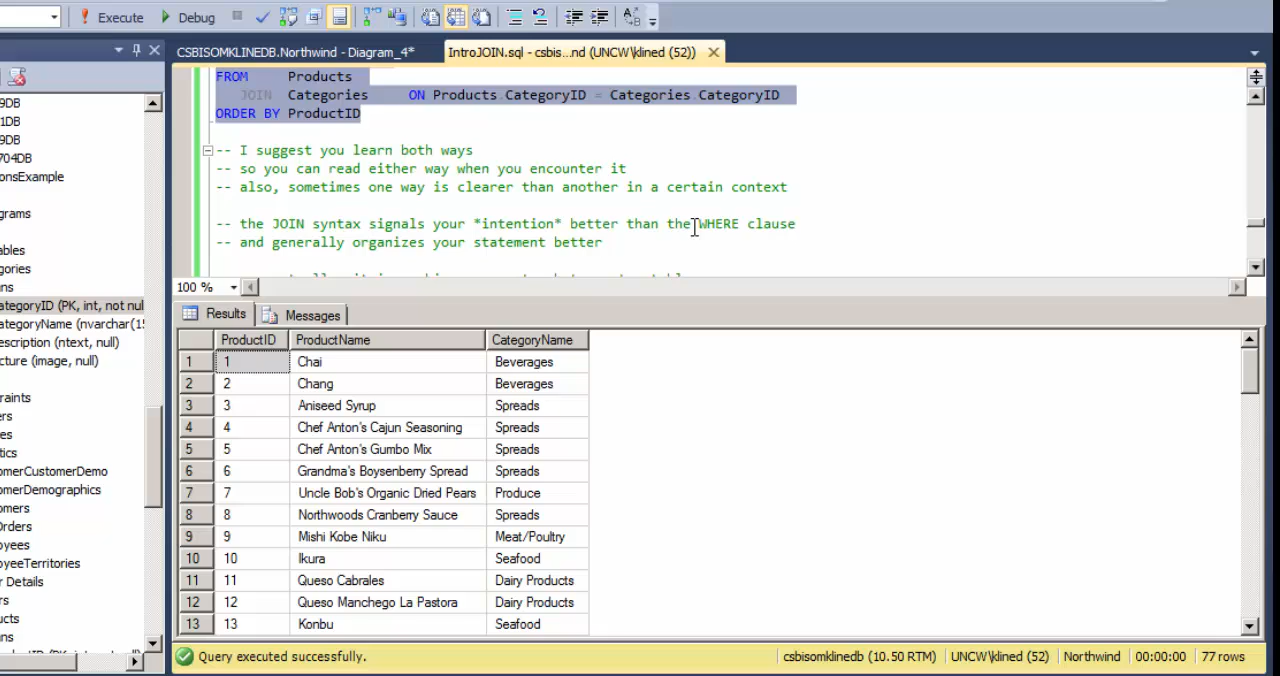 Execute Debug
CSBISOMKLINEDB.Northwind - Diagram_4* IntroJOIN.sql - csbis...nd (UNCW\klined (52))
9DB
1DB
9DB
704DB
onsExample
grams
ables
egories
ns
ategoryID (PK, int, not nul
ategoryName (nvarchar(15
escription (ntext, null)
cture (image, null)
raints
ers
es
tics
omerCustomerDemo
omerDemographics
omers
Orders
oyees
oyeeTerritories
r Details
rs
ucts
ns
FROM Products
JOIN Categories ON Products.CategoryID = Categories.CategoryID
ORDER BY ProductID
-- I suggest you learn both ways
-- so you can read either way when you encounter it
-- also, sometimes one way is clearer than another in a certain context
-- the JOIN syntax signals your *intention* better than the WHERE clause
-- and generally organizes your statement better
100 %
Results Messages
ProductID ProductName CategoryName
1 1 Chai Beverages
2 2 Chang Beverages
3 3 Aniseed Syrup Spreads
4 4 Chef Anton's Cajun Seasoning Spreads
5 5 Chef Anton's Gumbo Mix Spreads
6 6 Grandma's Boysenberry Spread Spreads
7 7 Uncle Bob's Organic Dried Pears Produce
8 8 Northwoods Cranberry Sauce Spreads
9 9 Mishi Kobe Niku Meat/Poultry
10 10 Ikura Seafood
11 11 Queso Cabrales Dairy Products
12 12 Queso Manchego La Pastora Dairy Products
13 13 Konbu Seafood
Query executed successfully. csbisomklinedb (10.50 RTM) UNCW\klined (52) Northwind 00:00:00 77 rows